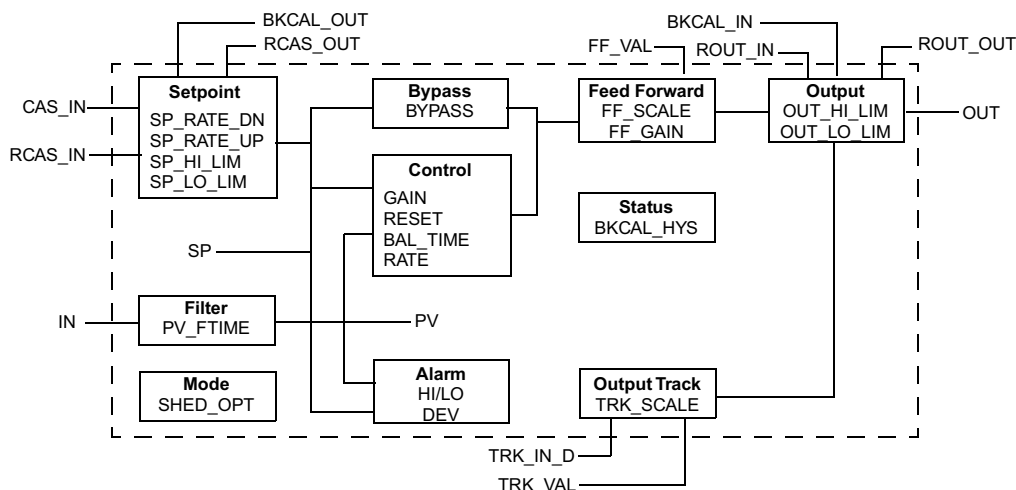 BKCAL_OUT
RCAS_OUT
BKCAL_IN
FF_VAL
ROUT_IN
ROUT_OUT
CAS_IN
RCAS_IN
Setpoint
SP_RATE_DN
SP_RATE_UP
SP_HI_LIM
SP_LO_LIM
Bypass
BYPASS
Feed Forward
FF_SCALE
FF_GAIN
Output
OUT_HI_LIM
OUT_LO_LIM
OUT
Control
GAIN
RESET
BAL_TIME
RATE
Status
BKCAL_HYS
SP
IN
Filter
PV_FTIME
PV
Mode
SHED_OPT
Alarm
HI/LO
DEV
Output Track
TRK_SCALE
TRK_IN_D
TRK_VAL